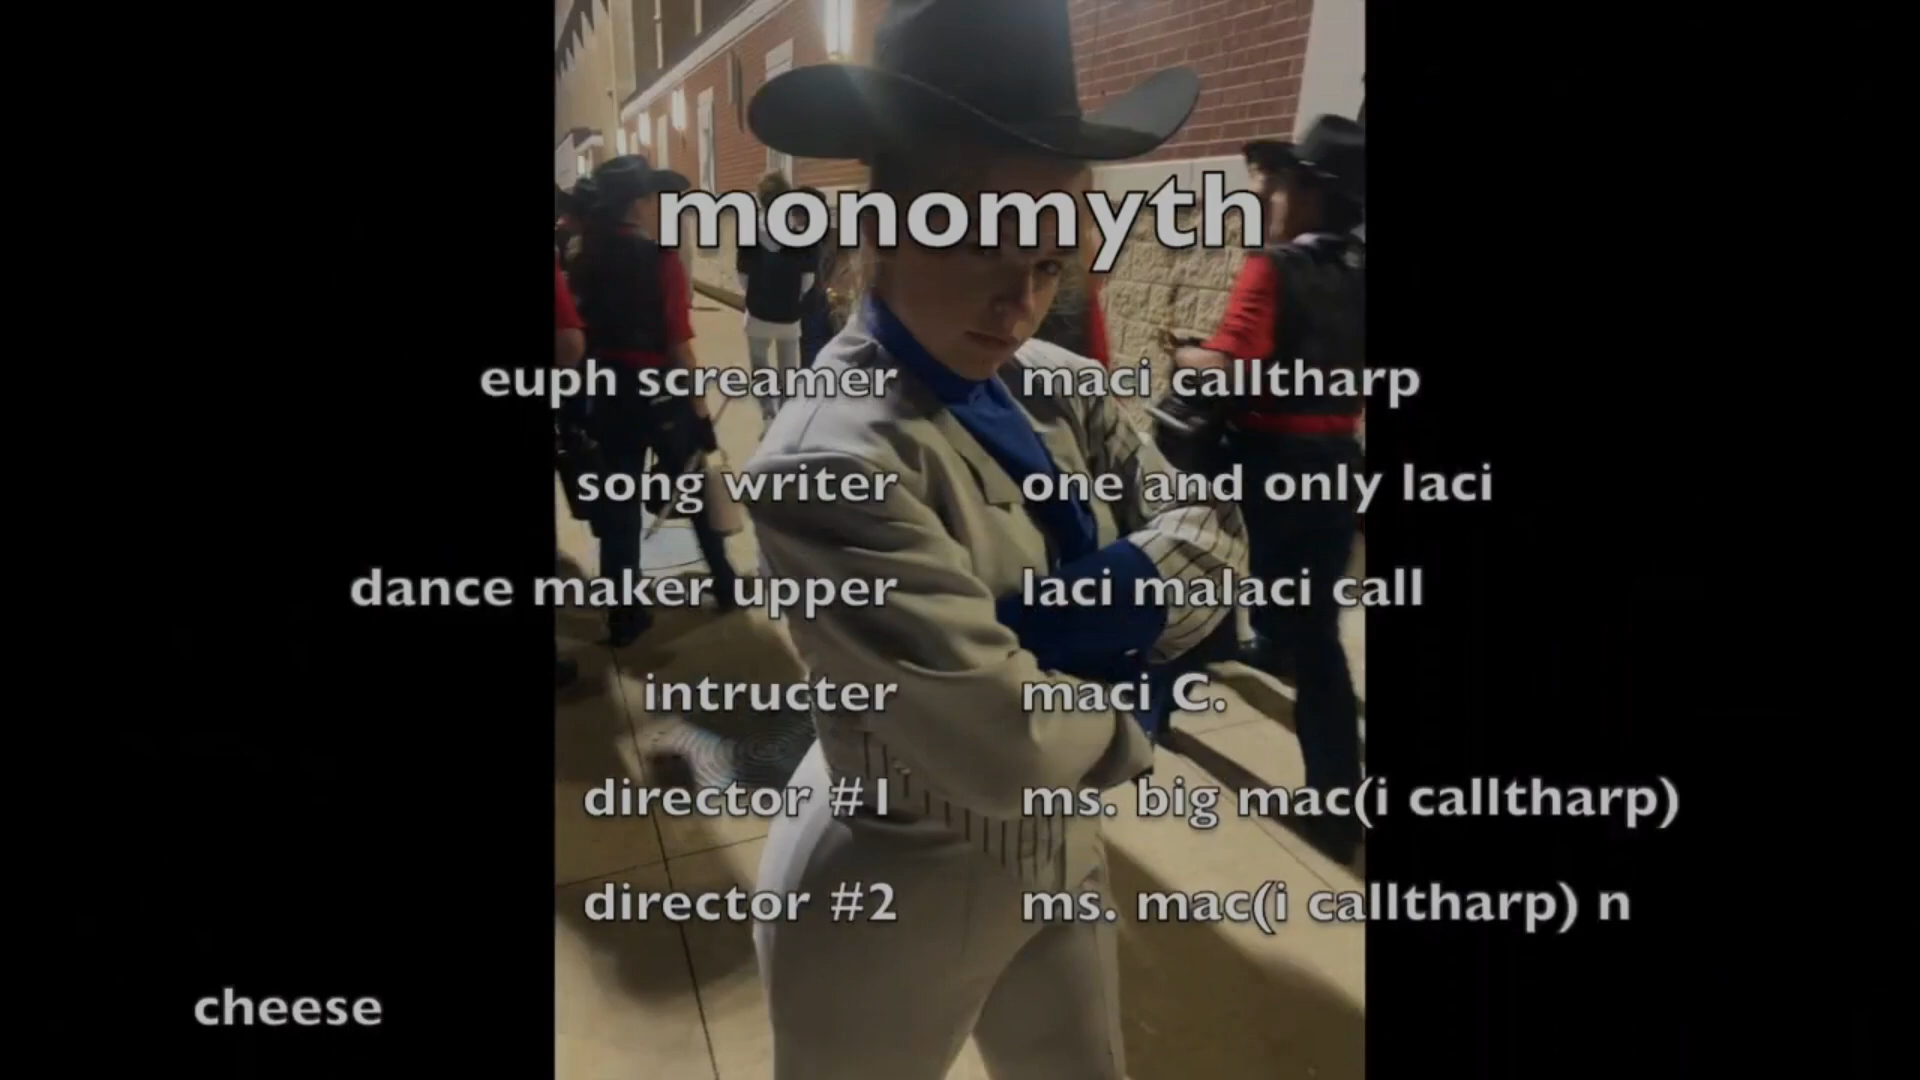 monomyth
euph screamer maci calltharp
song writer one and only laci
dance maker upper laci malaci call
intructer maci C.
director #1 ms. big mac(i calltharp)
director #2 ms. mac(i calltharp) n
cheese